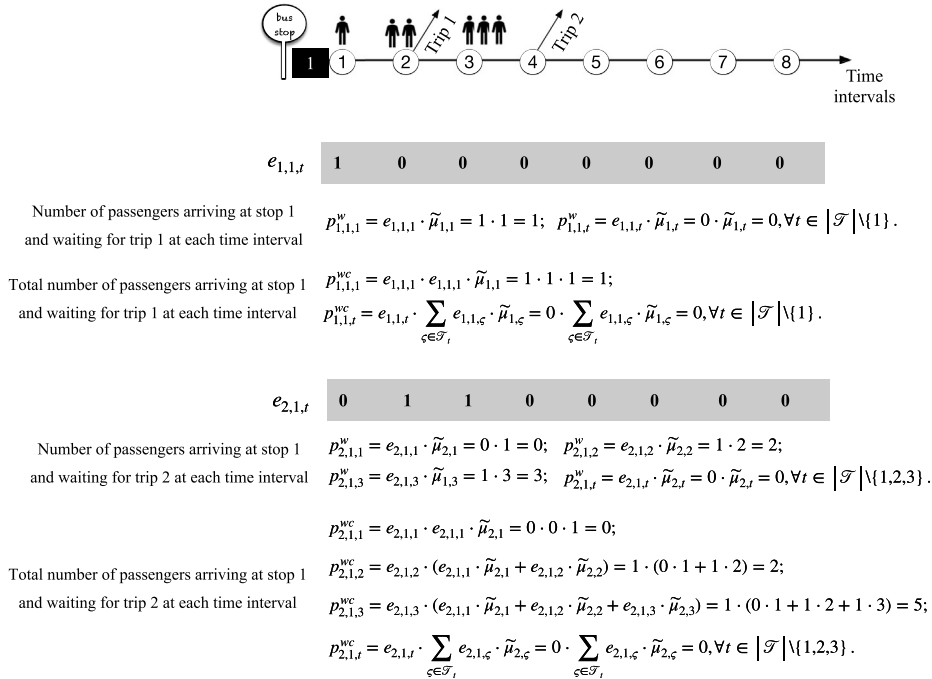 bus
stop
Trip 1
Trip 2
1 1 2 3 4 5 6 7 8
Time
intervals
e_{1,1,t} 1 0 0 0 0 0 0 0
Number of passengers arriving at stop 1
and waiting for trip 1 at each time interval
p^{w}_{1,1,1} = e_{1,1,1} · μ̃_{1,1} = 1 · 1 = 1; p^{w}_{1,1,t} = e_{1,1,t} · μ̃_{1,t} = 0 · μ̃_{1,t} = 0, ∀t ∈ |𝒯|\{1}.
Total number of passengers arriving at stop 1
and waiting for trip 1 at each time interval
p^{wc}_{1,1,1} = e_{1,1,1} · e_{1,1,1} · μ̃_{1,1} = 1 · 1 · 1 = 1;
p^{wc}_{1,1,t} = e_{1,1,t} · ∑_{ς∈𝒯_t} e_{1,1,ς} · μ̃_{1,ς} = 0 · ∑_{ς∈𝒯_t} e_{1,1,ς} · μ̃_{1,ς} = 0, ∀t ∈ |𝒯|\{1}.
e_{2,1,t} 0 1 1 0 0 0 0 0
Number of passengers arriving at stop 1
and waiting for trip 2 at each time interval
p^{w}_{2,1,1} = e_{2,1,1} · μ̃_{2,1} = 0 · 1 = 0; p^{w}_{2,1,2} = e_{2,1,2} · μ̃_{2,2} = 1 · 2 = 2;
p^{w}_{2,1,3} = e_{2,1,3} · μ̃_{1,3} = 1 · 3 = 3; p^{w}_{2,1,t} = e_{2,1,t} · μ̃_{2,t} = 0 · μ̃_{2,t} = 0, ∀t ∈ |𝒯|\{1,2,3}.
Total number of passengers arriving at stop 1
and waiting for trip 2 at each time interval
p^{wc}_{2,1,1} = e_{2,1,1} · e_{2,1,1} · μ̃_{2,1} = 0 · 0 · 1 = 0;
p^{wc}_{2,1,2} = e_{2,1,2} · (e_{2,1,1} · μ̃_{2,1} + e_{2,1,2} · μ̃_{2,2}) = 1 · (0 · 1 + 1 · 2) = 2;
p^{wc}_{2,1,3} = e_{2,1,3} · (e_{2,1,1} · μ̃_{2,1} + e_{2,1,2} · μ̃_{2,2} + e_{2,1,3} · μ̃_{2,3}) = 1 · (0 · 1 + 1 · 2 + 1 · 3) = 5;
p^{wc}_{2,1,t} = e_{2,1,t} · ∑_{ς∈𝒯_t} e_{2,1,ς} · μ̃_{2,ς} = 0 · ∑_{ς∈𝒯_t} e_{2,1,ς} · μ̃_{2,ς} = 0, ∀t ∈ |𝒯|\{1,2,3}.